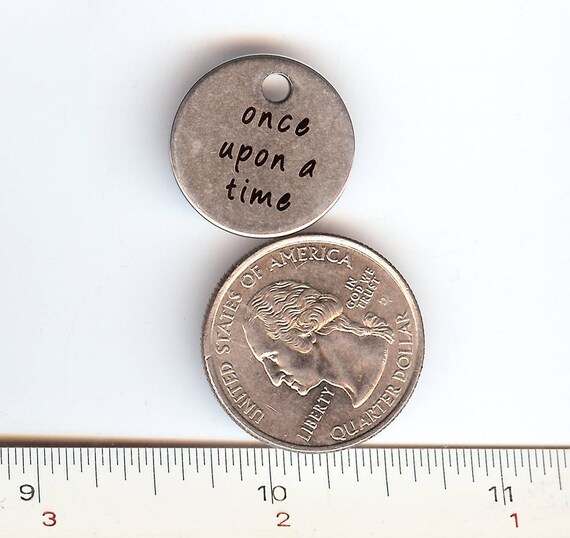 once
upon a
time
UNITED STATES OF AMERICA
IN
GOD WE
TRUST
LIBERTY
QUARTER DOLLAR
9 10 11
3 2 1